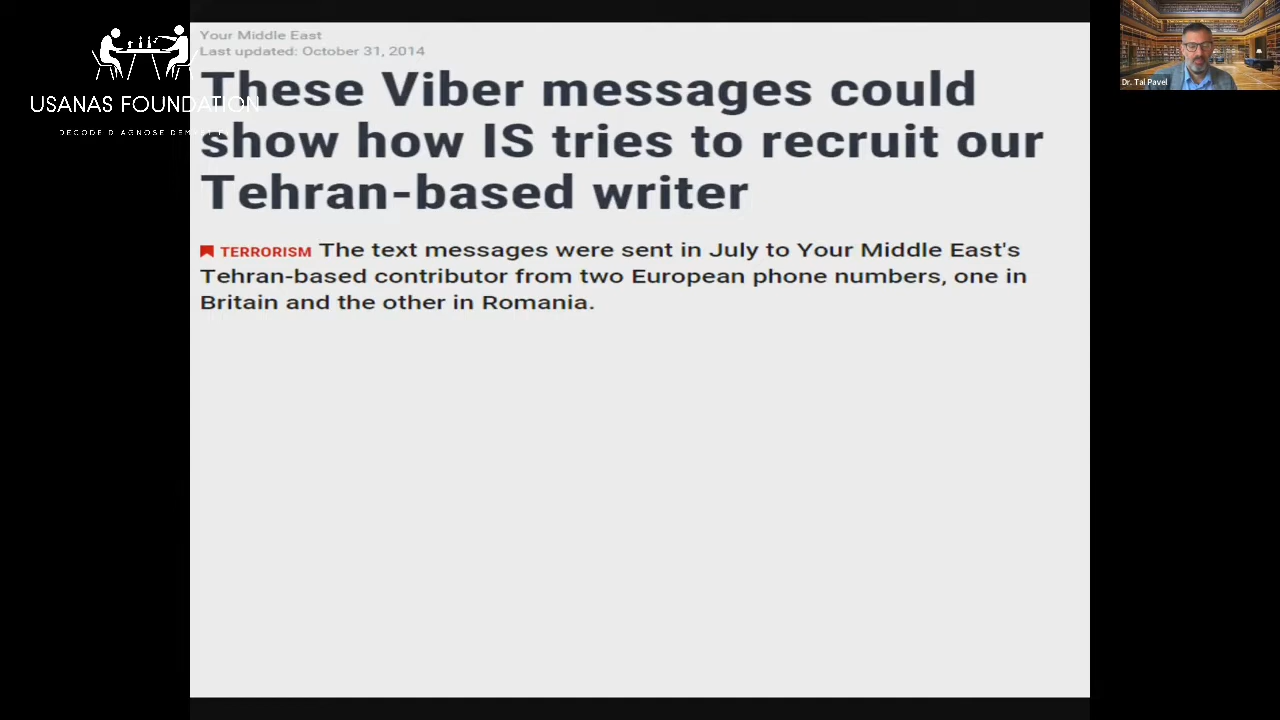 Your Middle East
Last updated: October 31, 2014
These Viber messages could
show how IS tries to recruit our
Tehran-based writer
TERRORISM The text messages were sent in July to Your Middle East's
Tehran-based contributor from two European phone numbers, one in
Britain and the other in Romania.
USANAS FOUNDATION
Dr. Tal Pavel